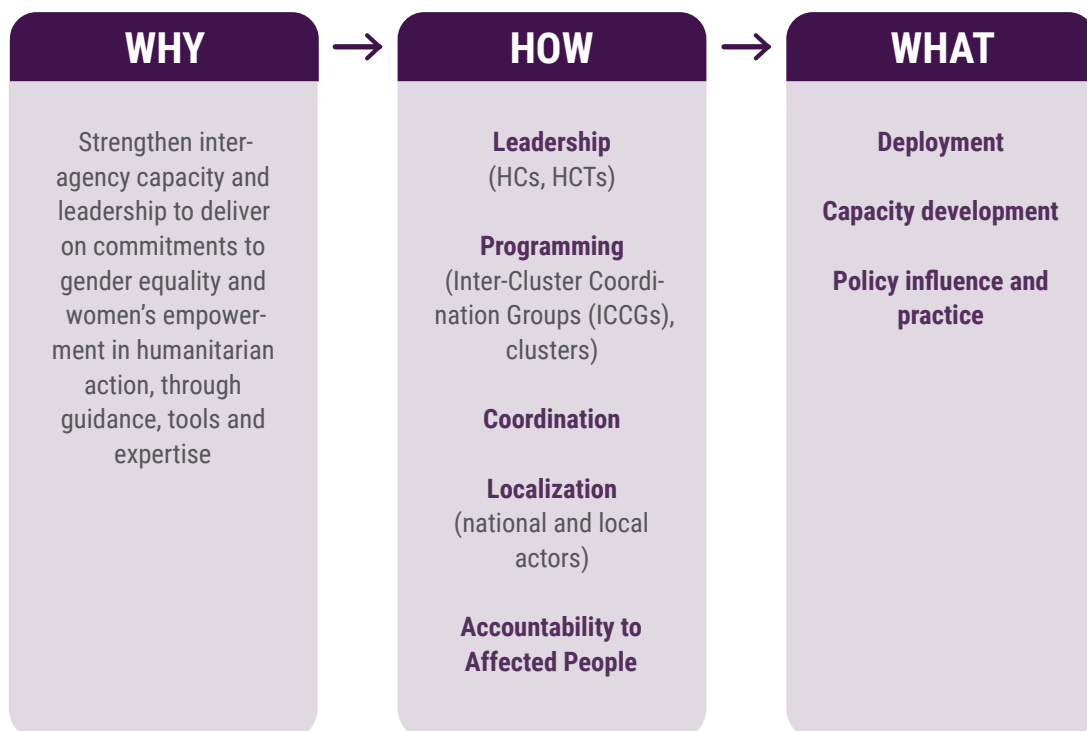 WHY
Strengthen inter-
agency capacity and
leadership to deliver
on commitments to
gender equality and
women’s empower-
ment in humanitarian
action, through
guidance, tools and
expertise
HOW
Leadership
(HCs, HCTs)
Programming
(Inter-Cluster Coordi-
nation Groups (ICCGs),
clusters)
Coordination
Localization
(national and local
actors)
Accountability to
Affected People
WHAT
Deployment
Capacity development
Policy influence and
practice